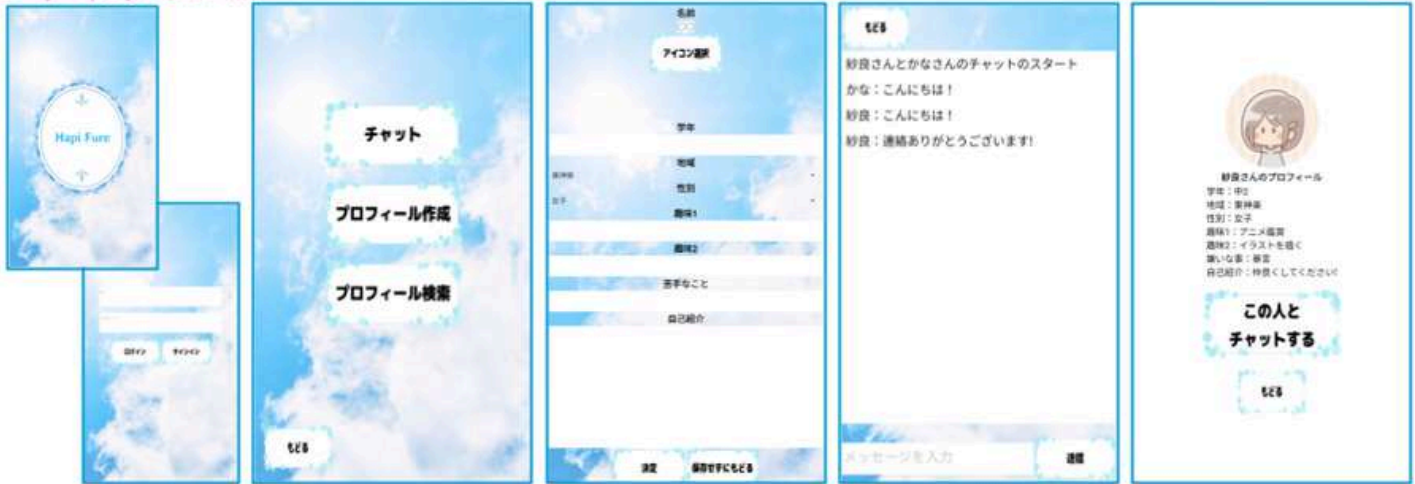 Hapi Fure
ログイン
サインイン
チャット
プロフィール作成
プロフィール検索
もどる
名前
アイコン選択
学年
地域
東神楽
性別
女子
趣味1
趣味2
苦手なこと
自己紹介
決定
保存せずにもどる
もどる
紗良さんとかなさんのチャットのスタート
かな：こんにちは！
紗良：こんにちは！
紗良：連絡ありがとうございます!
メッセージを入力
送信
紗良さんのプロフィール
学年：中2
地域：東神楽
性別：女子
趣味1：アニメ鑑賞
趣味2：イラストを描く
嫌いな事：暴言
自己紹介：仲良くしてください!
この人と
チャットする
もどる